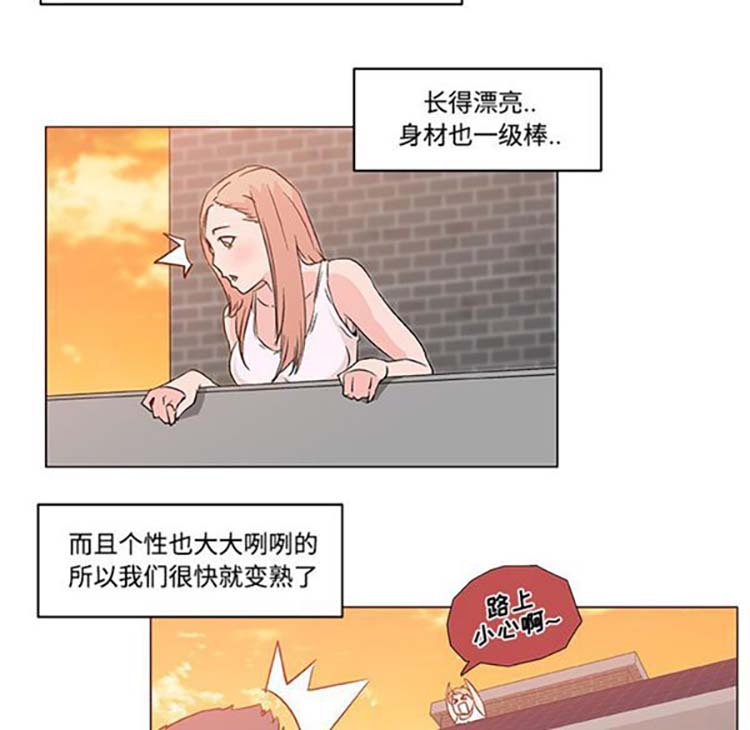 长得漂亮..
身材也一级棒..
而且个性也大大咧咧的
所以我们很快就变熟了
路上
小心啊~